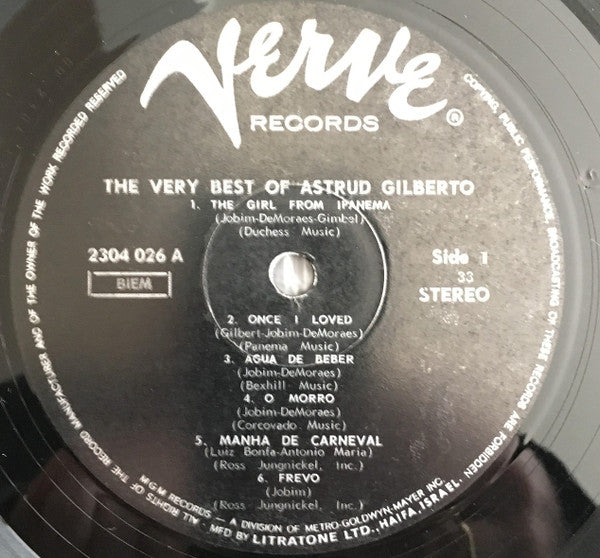 Verve
RECORDS
®
THE VERY BEST OF ASTRUD GILBERTO
1. THE GIRL FROM IPANEMA
(Jobim-DeMoraes-Gimbel)
(Duchess Music)
2304 026 A
BIEM
Side 1
33
STEREO
2. ONCE I LOVED
(Gilbert-Jobim-DeMoraes)
(Panema Music)
3. AGUA DE BEBER
(Jobim-DeMoraes)
(Bexhill Music)
4. O MORRO
(Jobim-DeMoraes)
(Corcovado Music)
5. MANHA DE CARNEVAL
(Luiz Bonfa-Antonio Maria)
(Ross Jungnickel, Inc.)
6. FREVO
(Jobim)
(Ross Jungnickel, Inc.)
M.G.M RECORDS - A DIVISION OF METRO-GOLDWYN-MAYER INC.
ALL RIGHTS OF THE RECORD MANUFACTURER AND OF THE OWNER OF THE WORK RECORDED RESERVED
COPYING, PUBLIC PERFORMANCE, BROADCASTING OF THESE RECORDS ARE FORBIDDEN
MFD BY LITRATONE LTD., HAIFA, ISRAEL.